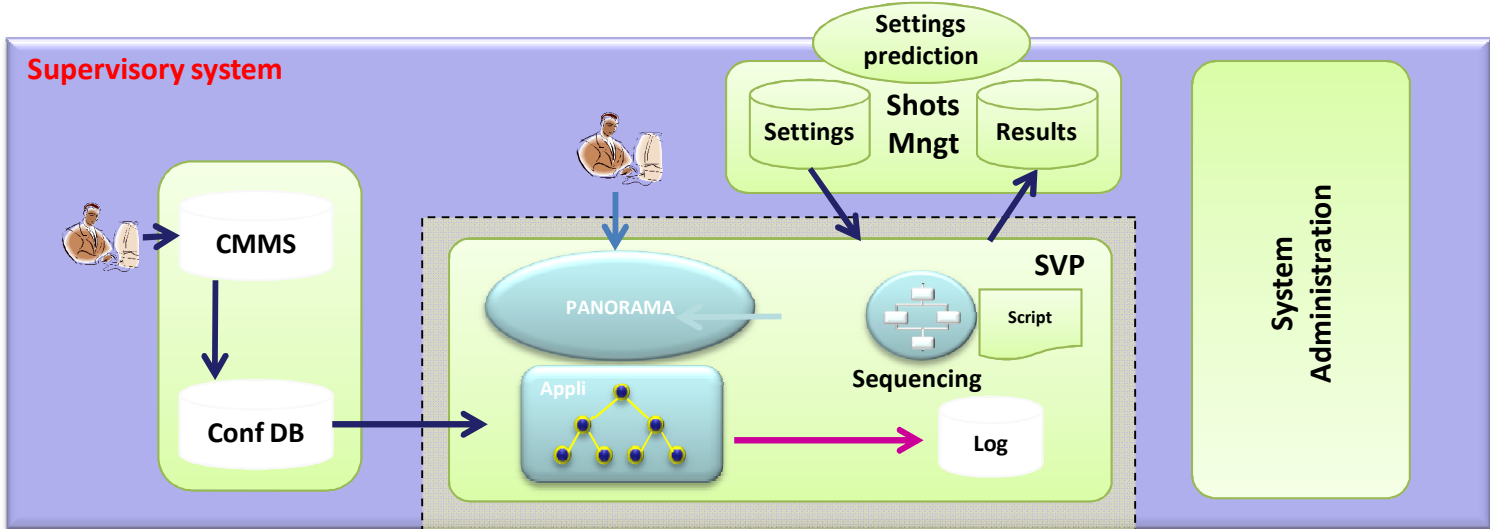 Settings
prediction
Supervisory system
Shots
Mngt
Settings
Results
CMMS
SVP
PANORAMA
Script
Sequencing
Appli
Conf DB
Log
System
Administration